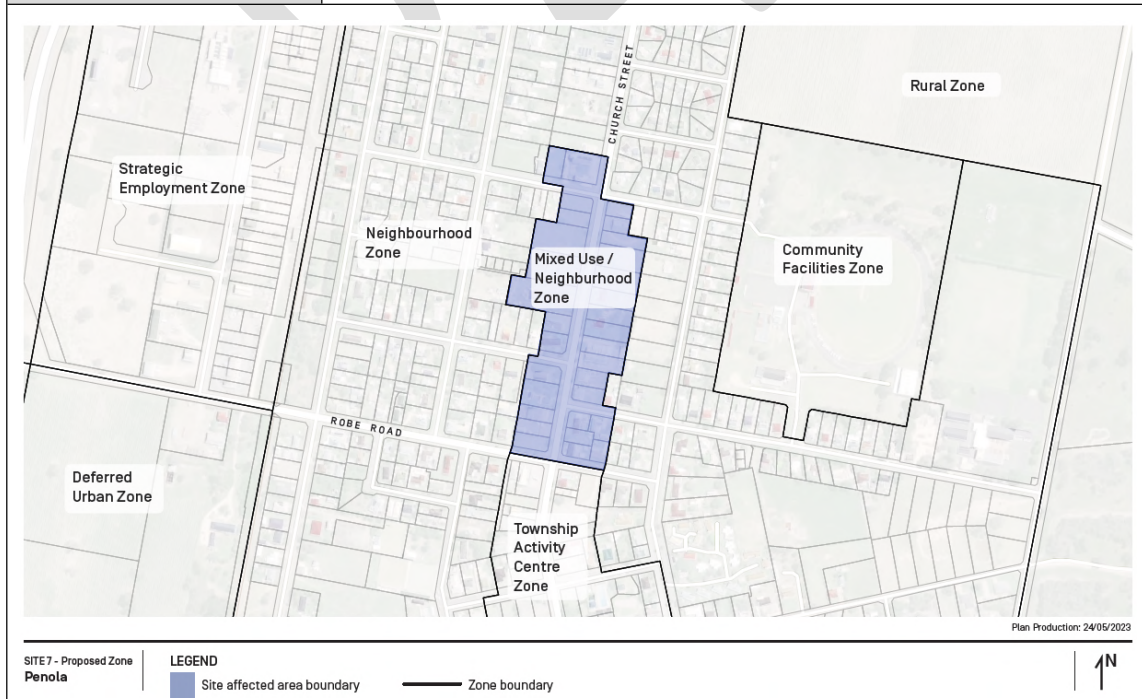 CHURCH STREET
Rural Zone
Strategic
Employment Zone
Neighbourhood
Zone
Mixed Use /
Neighburhood
Zone
Community
Facilities Zone
ROBE ROAD
Deferred
Urban Zone
Township
Activity
Centre
Zone
Plan Production: 24/05/2023
SITE 7 - Proposed Zone
Penola
LEGEND
Site affected area boundary
Zone boundary
N